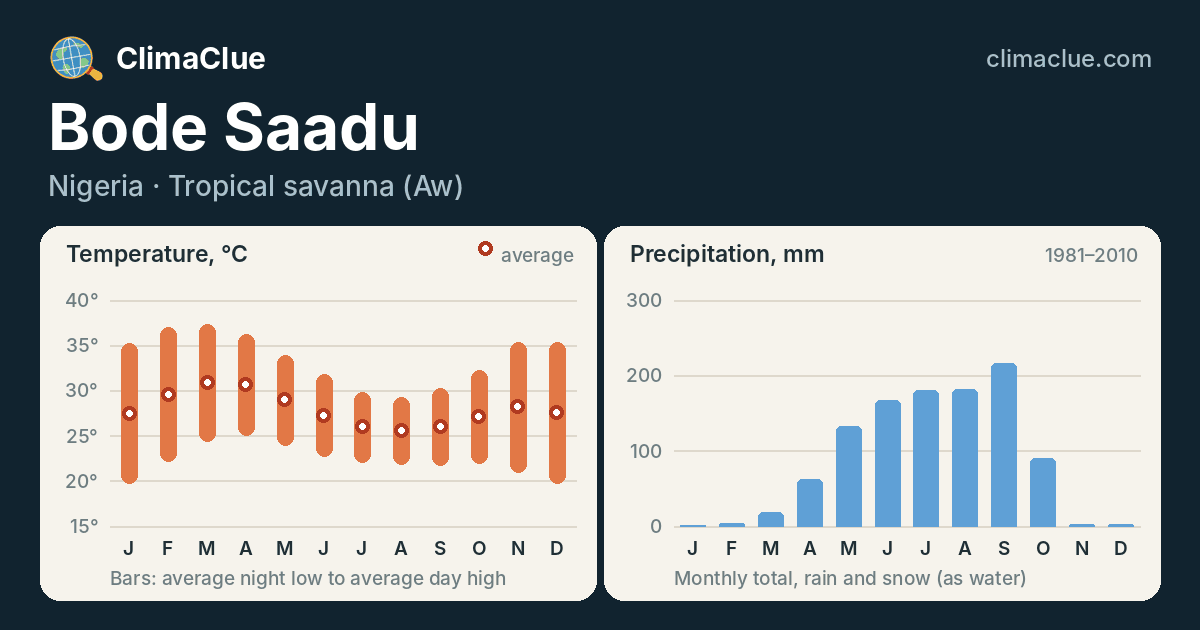 ClimaClue
climaclue.com
Bode Saadu
Nigeria · Tropical savanna (Aw)
Temperature, °C
average
40°
35°
30°
25°
20°
15°
J F M A M J J A S O N D
Bars: average night low to average day high
Precipitation, mm
1981–2010
300
200
100
0
J F M A M J J A S O N D
Monthly total, rain and snow (as water)